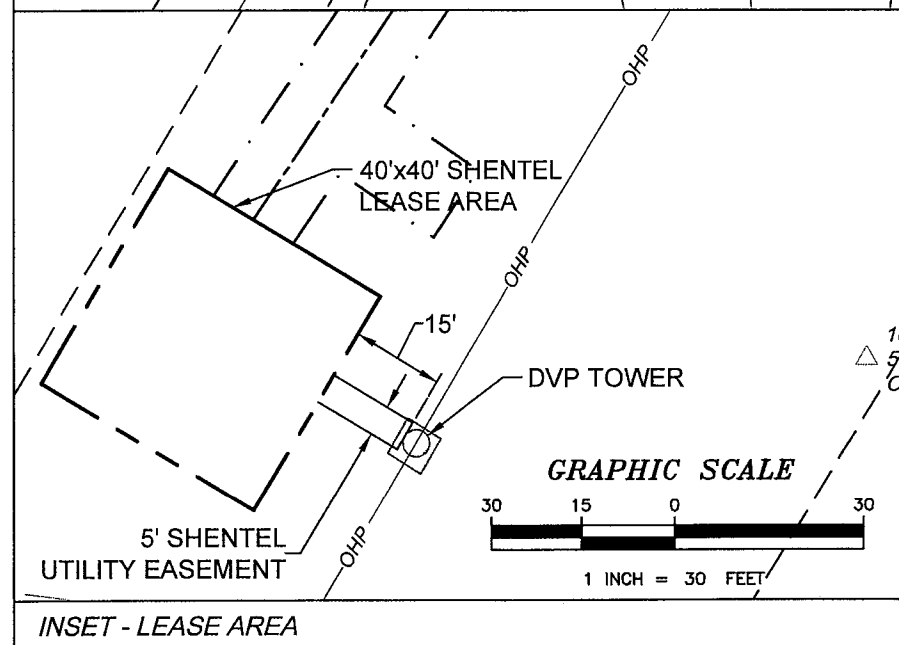 OHP
40'x40' SHENTEL
LEASE AREA
OHP
15'
DVP TOWER
5' SHENTEL
UTILITY EASEMENT
OHP
GRAPHIC SCALE
30 15 0 30
1 INCH = 30 FEET
INSET - LEASE AREA